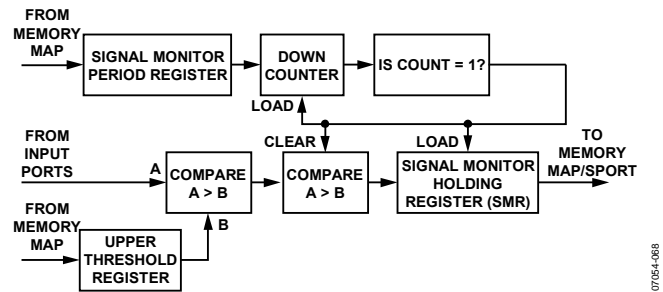 FROM
MEMORY
MAP
SIGNAL MONITOR
PERIOD REGISTER
DOWN
COUNTER
IS COUNT = 1?
LOAD
FROM
INPUT
PORTS
A
COMPARE
A > B
CLEAR
COMPARE
A > B
LOAD
SIGNAL MONITOR
HOLDING
REGISTER (SMR)
TO
MEMORY
MAP/SPORT
FROM
MEMORY
MAP
B
UPPER
THRESHOLD
REGISTER
07054-068